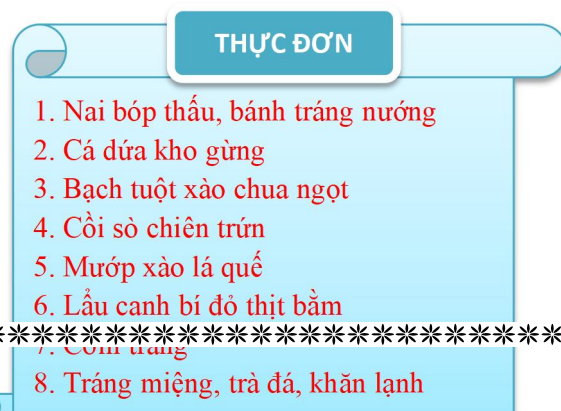 THỰC ĐƠN
1. Nai bóp thấu, bánh tráng nướng
2. Cá dứa kho gừng
3. Bạch tuột xào chua ngọt
4. Cồi sò chiên trứn
5. Mướp xào lá quế
6. Lẩu canh bí đỏ thịt bằm
7.
8. Tráng miệng, trà đá, khăn lạnh